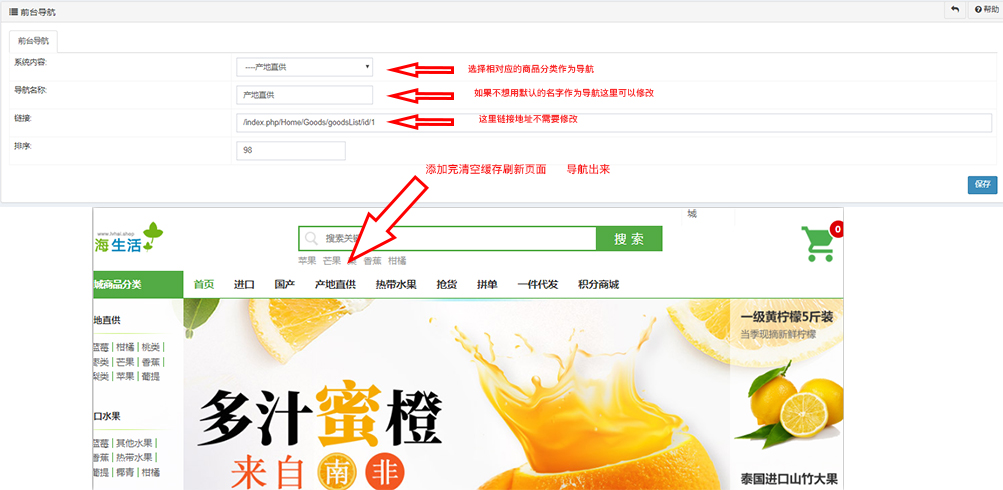 前台导航
帮助
前台导航
系统内容:
----产地直供
选择相对应的商品分类作为导航
导航名称:
产地直供
如果不想用默认的名字作为导航这里可以修改
链接:
/index.php/Home/Goods/goodsList/id/1
这里链接地址不需要修改
排序:
98
添加完清空缓存刷新页面 导航出来
保存
城
www.lvhai.shop
海生活
搜索关
搜 索
0
苹果 芒果 香蕉 柑橘
城商品分类
首页 进口 国产 产地直供 热带水果 抢货 拼单 一件代发 积分商城
地直供
蓝莓 | 柑橘 | 桃类 |
枣类 | 芒果 | 香蕉 |
梨类 | 苹果 | 葡提
口水果
蓝莓 | 其他水果 |
香蕉 | 热带水果 |
葡提 | 椰青 | 柑橘
多汁蜜橙
来自南非
一级黄柠檬5斤装
当季现摘新鲜柠檬
泰国进口山竹大果